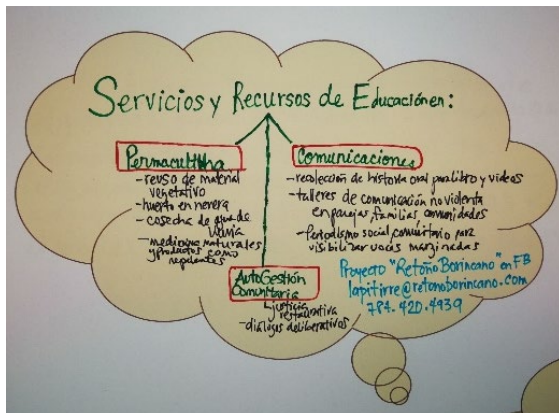 Servicios y Recursos de Educación en:
Permacultura
- reuso de material
vegetativo
- huerto en nevera
- cosecha de agua de
lluvia
- medicinas naturales
y productos como
repelentes
Comunicaciones
- recolección de historia oral para libro y videos
- talleres de comunicación no violenta
en parejas, familias, comunidades
- Periodismo social comunitario para
visibilizar voces marginadas
AutoGestión
Comunitaria
justicia
restaurativa
- diálogos deliberativos
Proyecto "Retoño Borincano" en FB
lapitirre@retonoborincano.com
787.420.4939